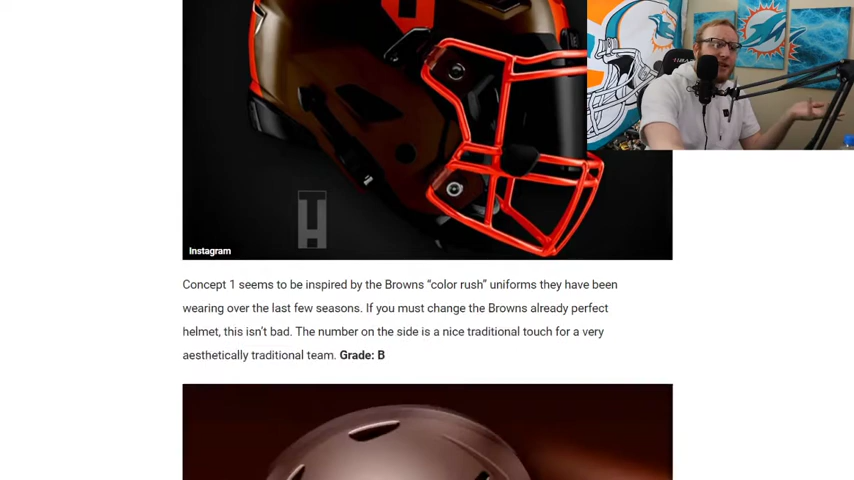 Instagram
Concept 1 seems to be inspired by the Browns “color rush” uniforms they have been
wearing over the last few seasons. If you must change the Browns already perfect
helmet, this isn’t bad. The number on the side is a nice traditional touch for a very
aesthetically traditional team. Grade: B